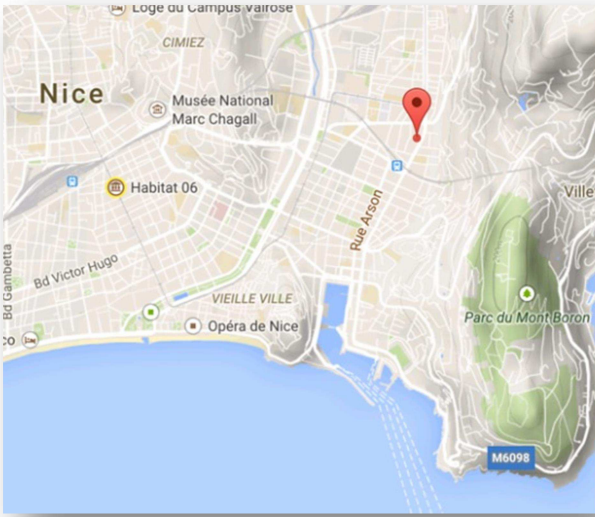 Loge du Campus Valrose
CIMIEZ
Nice
Musée National
Marc Chagall
Habitat 06
Ville
Rue Arson
Bd Gambetta
Bd Victor Hugo
VIEILLE VILLE
Parc du Mont Boron
Opéra de Nice
co
M6098